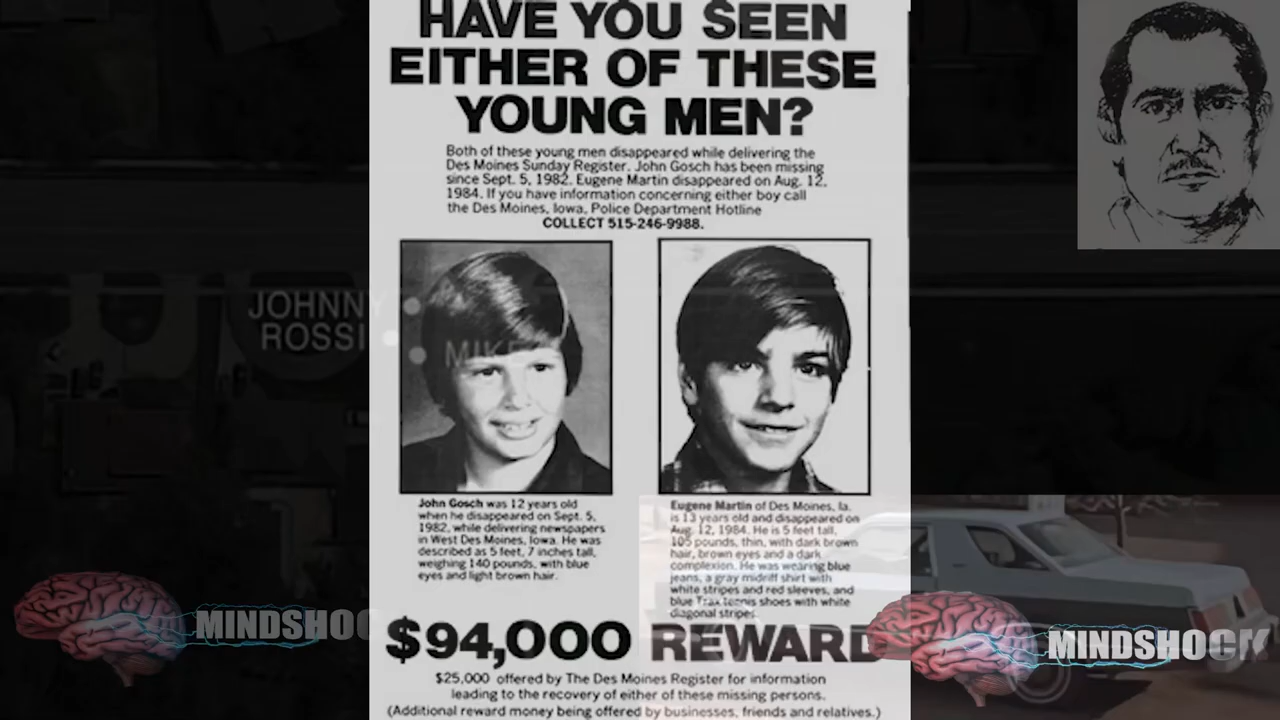 HAVE YOU SEEN
EITHER OF THESE
YOUNG MEN?
Both of these young men disappeared while delivering the
Des Moines Sunday Register. John Gosch has been missing
since Sept. 5, 1982. Eugene Martin disappeared on Aug. 12,
1984. If you have information concerning either boy call
the Des Moines, Iowa, Police Department Hotline
COLLECT 515-246-9988.
JOHNNY
ROSSI
MIKE
John Gosch was 12 years old
when he disappeared on Sept. 5,
1982, while delivering newspapers
in West Des Moines, Iowa. He was
described as 5 feet, 7 inches tall,
weighing 140 pounds, with blue
eyes and light brown hair.
Eugene Martin of Des Moines, Ia.
is 13 years old and disappeared on
Aug. 12, 1984. He is 5 feet tall,
105 pounds, thin, with dark brown
hair, brown eyes and a dark
complexion. He was wearing blue
jeans, a gray midriff shirt with
white stripes and red sleeves, and
blue Trax tennis shoes with white
diagonal stripes.
$94,000 REWARD
$25,000 offered by The Des Moines Register for information
leading to the recovery of either of these missing persons.
(Additional reward money being offered by businesses, friends and relatives.)
MINDSHOC
MINDSHOCK